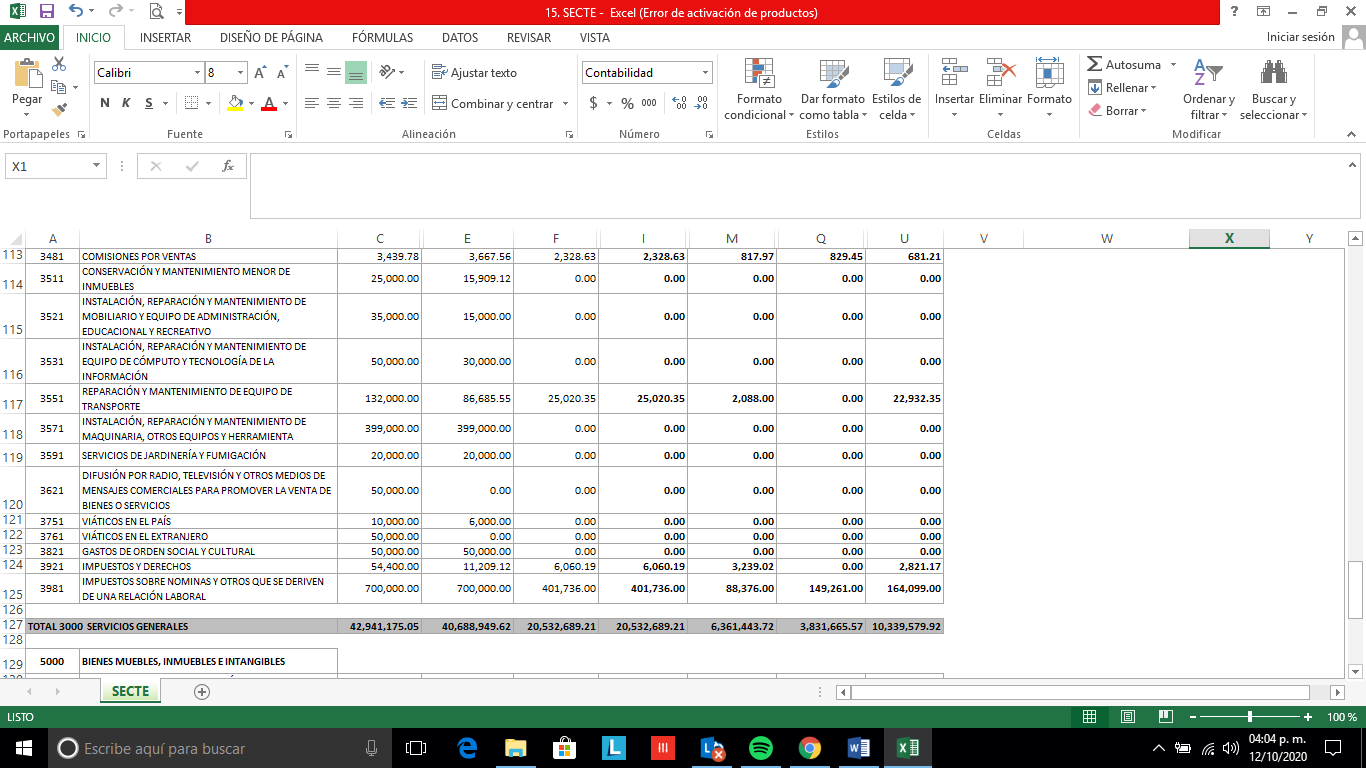 15. SECTE - Excel (Error de activación de productos)
ARCHIVO INICIO INSERTAR DISEÑO DE PÁGINA FÓRMULAS DATOS REVISAR VISTA Iniciar sesión
Pegar
Calibri 8
N K S
Ajustar texto
Combinar y centrar
Contabilidad
$ % 000
Formato condicional
Dar formato como tabla
Estilos de celda
Insertar Eliminar Formato
Autosuma
Rellenar
Borrar
Ordenar y filtrar
Buscar y seleccionar
Portapapeles Fuente Alineación Número Estilos Celdas Modificar
X1 fx
A B C E F I M Q U V W X Y
113 3481 COMISIONES POR VENTAS 3,439.78 3,667.56 2,328.63 2,328.63 817.97 829.45 681.21
CONSERVACIÓN Y MANTENIMIENTO MENOR DE
114 3511 INMUEBLES 25,000.00 15,909.12 0.00 0.00 0.00 0.00 0.00
INSTALACIÓN, REPARACIÓN Y MANTENIMIENTO DE
MOBILIARIO Y EQUIPO DE ADMINISTRACIÓN,
115 3521 EDUCACIONAL Y RECREATIVO 35,000.00 15,000.00 0.00 0.00 0.00 0.00 0.00
INSTALACIÓN, REPARACIÓN Y MANTENIMIENTO DE
EQUIPO DE CÓMPUTO Y TECNOLOGÍA DE LA
116 3531 INFORMACIÓN 50,000.00 30,000.00 0.00 0.00 0.00 0.00 0.00
REPARACIÓN Y MANTENIMIENTO DE EQUIPO DE
117 3551 TRANSPORTE 132,000.00 86,685.55 25,020.35 25,020.35 2,088.00 0.00 22,932.35
INSTALACIÓN, REPARACIÓN Y MANTENIMIENTO DE
118 3571 MAQUINARIA, OTROS EQUIPOS Y HERRAMIENTA 399,000.00 399,000.00 0.00 0.00 0.00 0.00 0.00
119 3591 SERVICIOS DE JARDINERÍA Y FUMIGACIÓN 20,000.00 20,000.00 0.00 0.00 0.00 0.00 0.00
DIFUSIÓN POR RADIO, TELEVISIÓN Y OTROS MEDIOS DE
MENSAJES COMERCIALES PARA PROMOVER LA VENTA DE
120 3621 BIENES O SERVICIOS 50,000.00 0.00 0.00 0.00 0.00 0.00 0.00
121 3751 VIÁTICOS EN EL PAÍS 10,000.00 6,000.00 0.00 0.00 0.00 0.00 0.00
122 3761 VIÁTICOS EN EL EXTRANJERO 50,000.00 0.00 0.00 0.00 0.00 0.00 0.00
123 3821 GASTOS DE ORDEN SOCIAL Y CULTURAL 50,000.00 50,000.00 0.00 0.00 0.00 0.00 0.00
124 3921 IMPUESTOS Y DERECHOS 54,400.00 11,209.12 6,060.19 6,060.19 3,239.02 0.00 2,821.17
IMPUESTOS SOBRE NOMINAS Y OTROS QUE SE DERIVEN
125 3981 DE UNA RELACIÓN LABORAL 700,000.00 700,000.00 401,736.00 401,736.00 88,376.00 149,261.00 164,099.00
126
127 TOTAL 3000 SERVICIOS GENERALES 42,941,175.05 40,688,949.62 20,532,689.21 20,532,689.21 6,361,443.72 3,831,665.57 10,339,579.92
128
129 5000 BIENES MUEBLES, INMUEBLES E INTANGIBLES
SECTE
LISTO 100 %
Escribe aquí para buscar
04:04 p. m.
12/10/2020